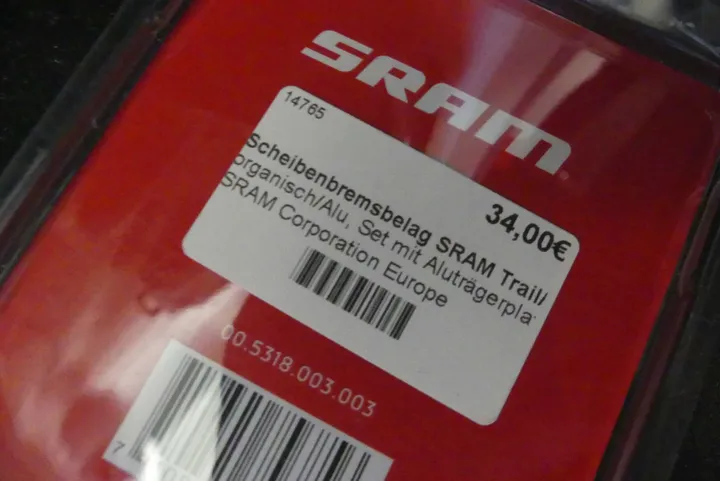 SRAM
14765
34,00€
Scheibenbremsbelag SRAM Trail/
organisch/Alu, Set mit Aluträgerpla
SRAM Corporation Europe
00.5318.003.003
7